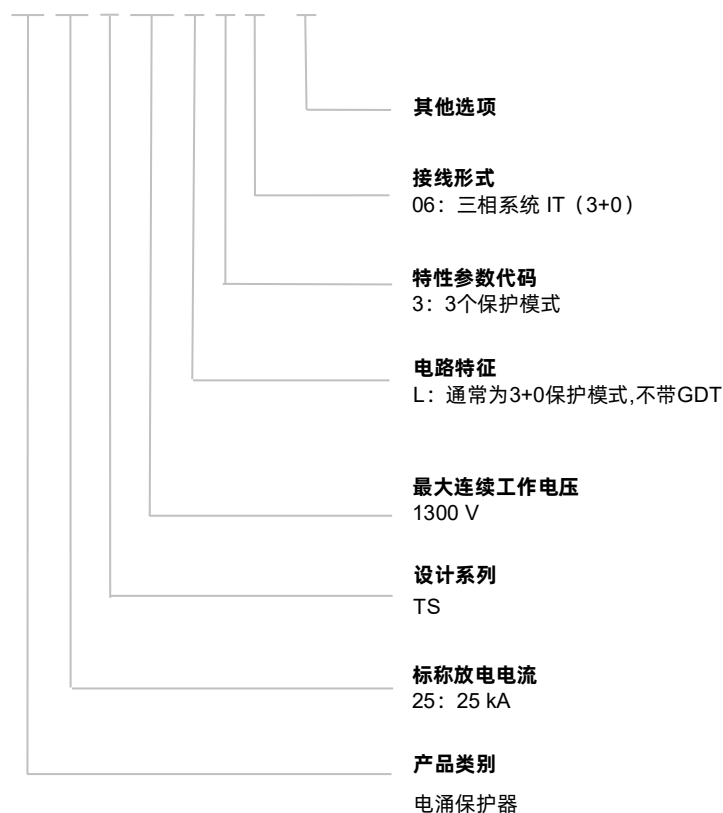 其他选项
接线形式
06：三相系统 IT（3+0）
特性参数代码
3：3个保护模式
电路特征
L：通常为3+0保护模式,不带GDT
最大连续工作电压
1300 V
设计系列
TS
标称放电电流
25：25 kA
产品类别
电涌保护器